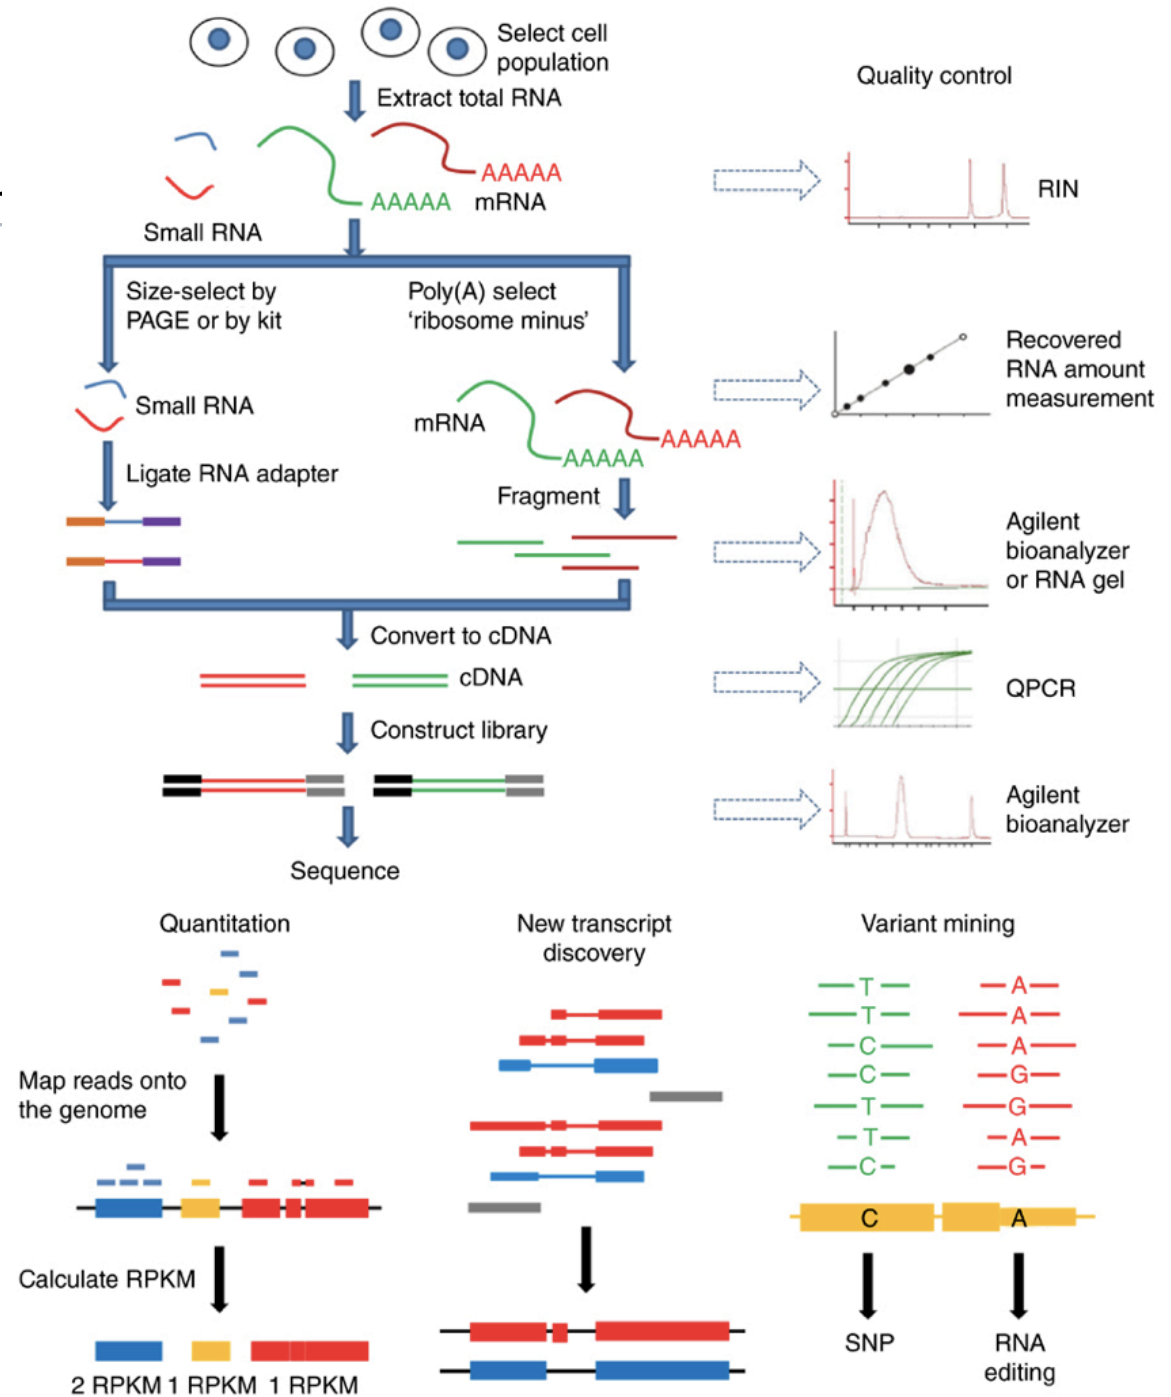 Select cell
population
Extract total RNA
AAAAA
AAAAA
mRNA
Small RNA
Size-select by
PAGE or by kit
Poly(A) select
‘ribosome minus’
Small RNA
mRNA
AAAAA
AAAAA
Ligate RNA adapter
Fragment
Convert to cDNA
cDNA
Construct library
Sequence
Quality control
RIN
Recovered
RNA amount
measurement
Agilent
bioanalyzer
or RNA gel
QPCR
Agilent
bioanalyzer
Quantitation
Map reads onto
the genome
Calculate RPKM
2 RPKM 1 RPKM 1 RPKM
New transcript
discovery
Variant mining
T A
T A
C A
C G
T G
T A
C G
C A
SNP
RNA
editing